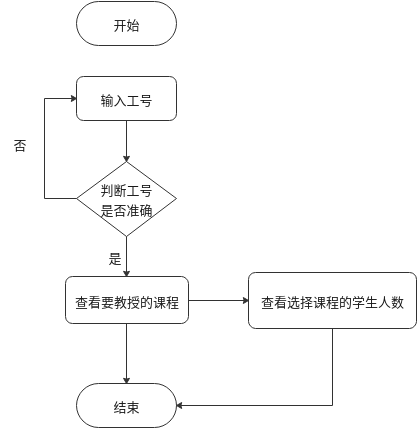 开始
输入工号
否
判断工号
是否准确
是
查看要教授的课程
查看选择课程的学生人数
结束